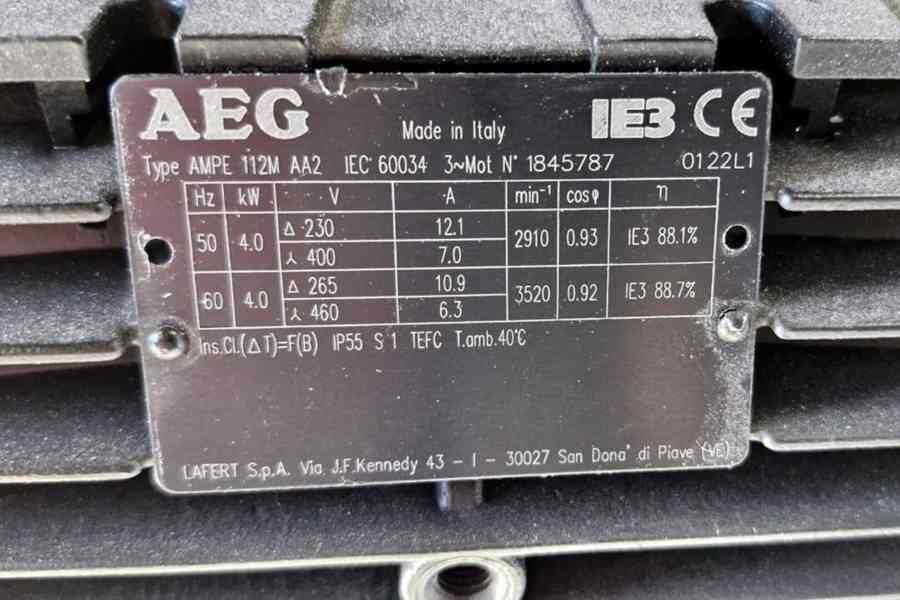 AEG Made in Italy IE3 CE
Type AMPE 112M AA2 IEC 60034 3~Mot N° 1845787 0122L1
Hz kW V A min⁻¹ cosφ η
50 4.0 Δ 230 12.1 2910 0.93 IE3 88.1%
⅄ 400 7.0
60 4.0 Δ 265 10.9 3520 0.92 IE3 88.7%
⅄ 460 6.3
Ins.Cl.(ΔT)=F(B) IP55 S1 TEFC T.amb.40°C
LAFERT S.p.A. Via J.F.Kennedy 43 - I - 30027 San Dona' di Piave (VE)